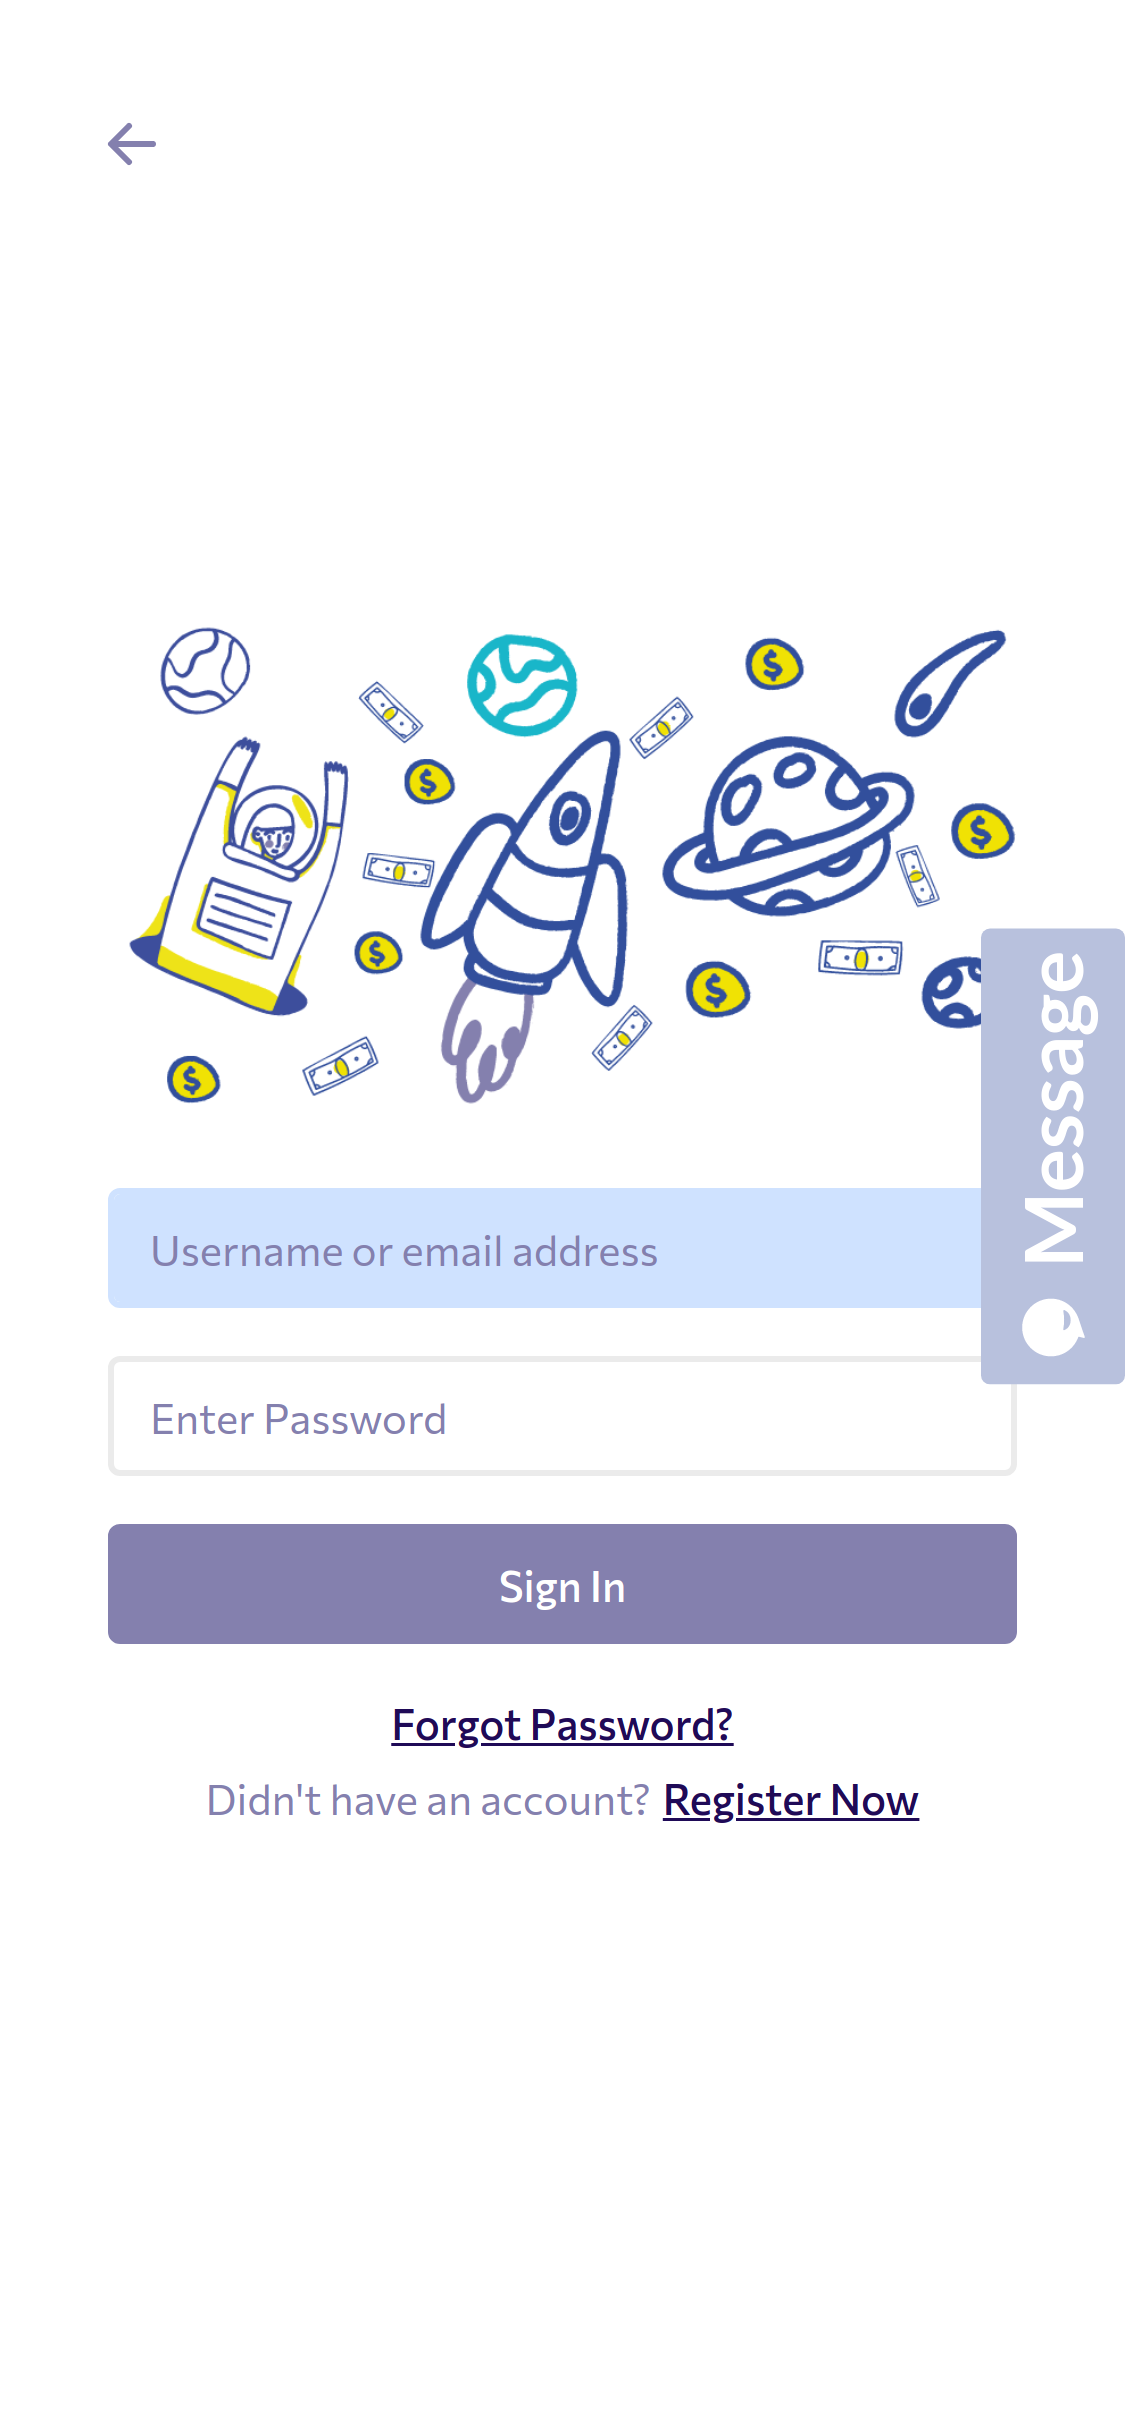 $
$
$
$
$
$
Message
Username or email address
Enter Password
Sign In
Forgot Password?
Didn't have an account? Register Now